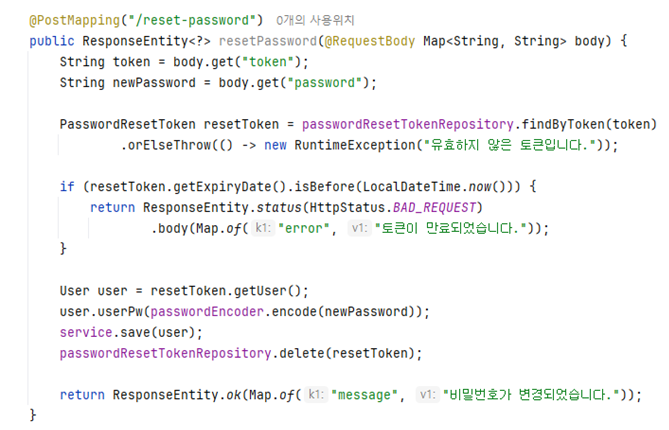 @PostMapping("/reset-password") 0개의 사용위치
public ResponseEntity<?> resetPassword(@RequestBody Map<String, String> body) {
String token = body.get("token");
String newPassword = body.get("password");
PasswordResetToken resetToken = passwordResetTokenRepository.findByToken(token)
.orElseThrow(() -> new RuntimeException("유효하지 않은 토큰입니다."));
if (resetToken.getExpiryDate().isBefore(LocalDateTime.now())) {
return ResponseEntity.status(HttpStatus.BAD_REQUEST)
.body(Map.of( k1: "error", v1: "토큰이 만료되었습니다."));
}
User user = resetToken.getUser();
user.userPw(passwordEncoder.encode(newPassword));
service.save(user);
passwordResetTokenRepository.delete(resetToken);
return ResponseEntity.ok(Map.of( k1: "message", v1: "비밀번호가 변경되었습니다."));
}